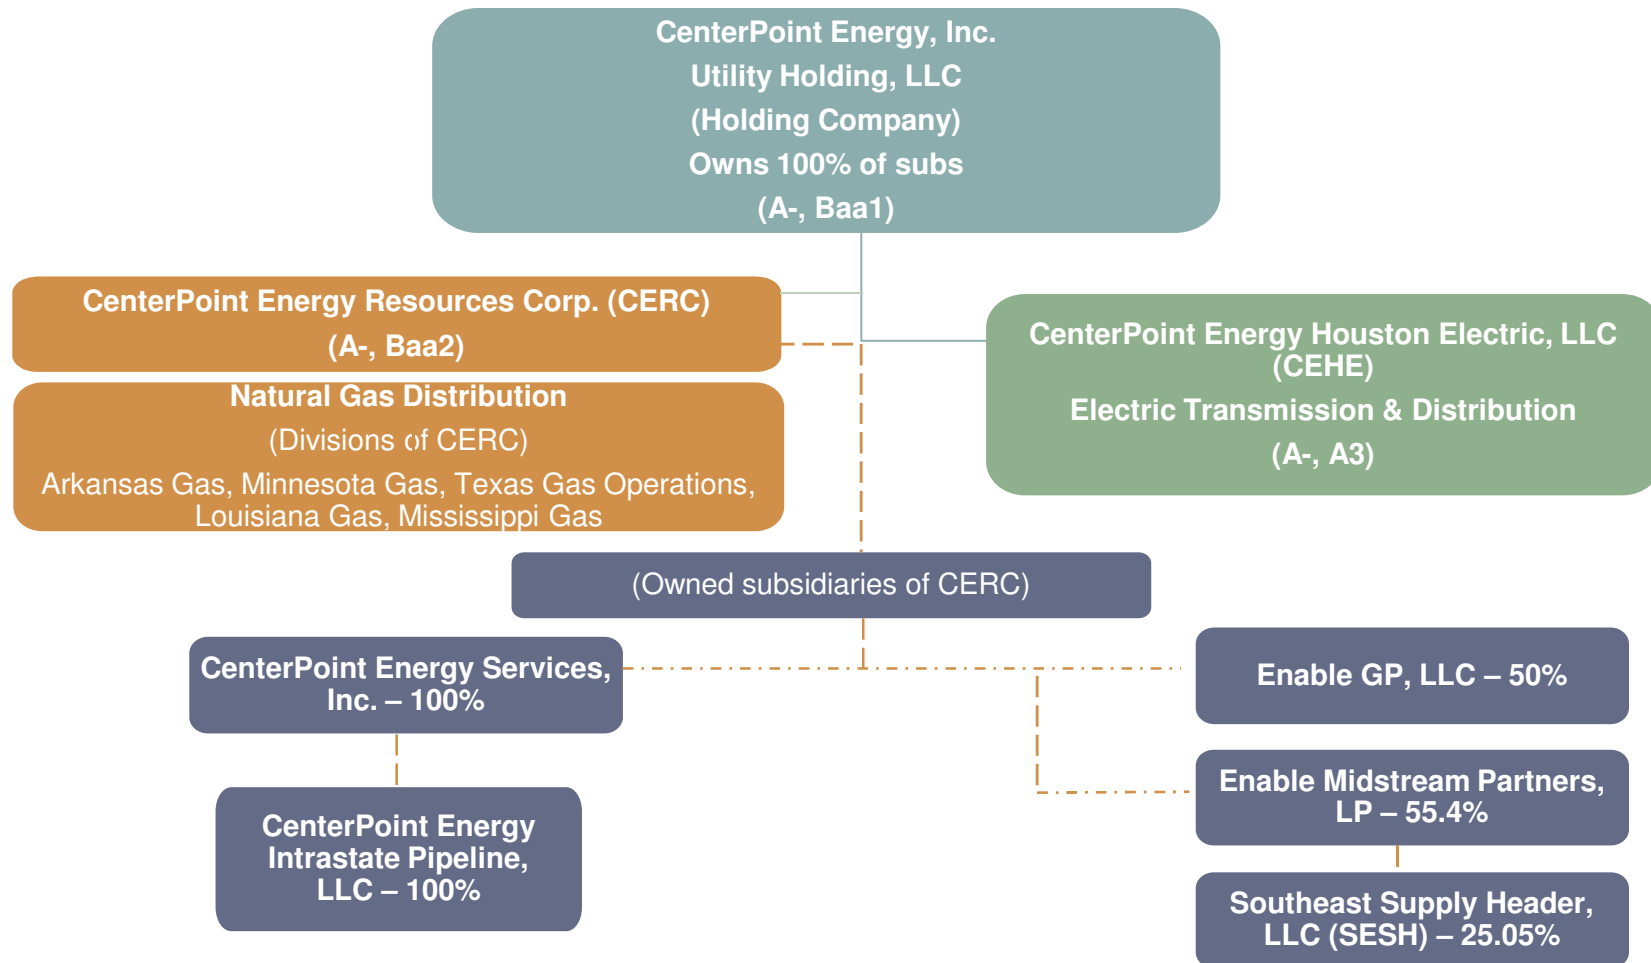 CenterPoint Energy, Inc.
Utility Holding, LLC
(Holding Company)
Owns 100% of subs
(A-, Baa1)
CenterPoint Energy Resources Corp. (CERC)
(A-, Baa2)
CenterPoint Energy Houston Electric, LLC
(CEHE)
Electric Transmission & Distribution
(A-, A3)
Natural Gas Distribution
(Divisions of CERC)
Arkansas Gas, Minnesota Gas, Texas Gas Operations,
Louisiana Gas, Mississippi Gas
(Owned subsidiaries of CERC)
CenterPoint Energy Services,
Inc. – 100%
CenterPoint Energy
Intrastate Pipeline,
LLC – 100%
Enable GP, LLC – 50%
Enable Midstream Partners,
LP – 55.4%
Southeast Supply Header,
LLC (SESH) – 25.05%